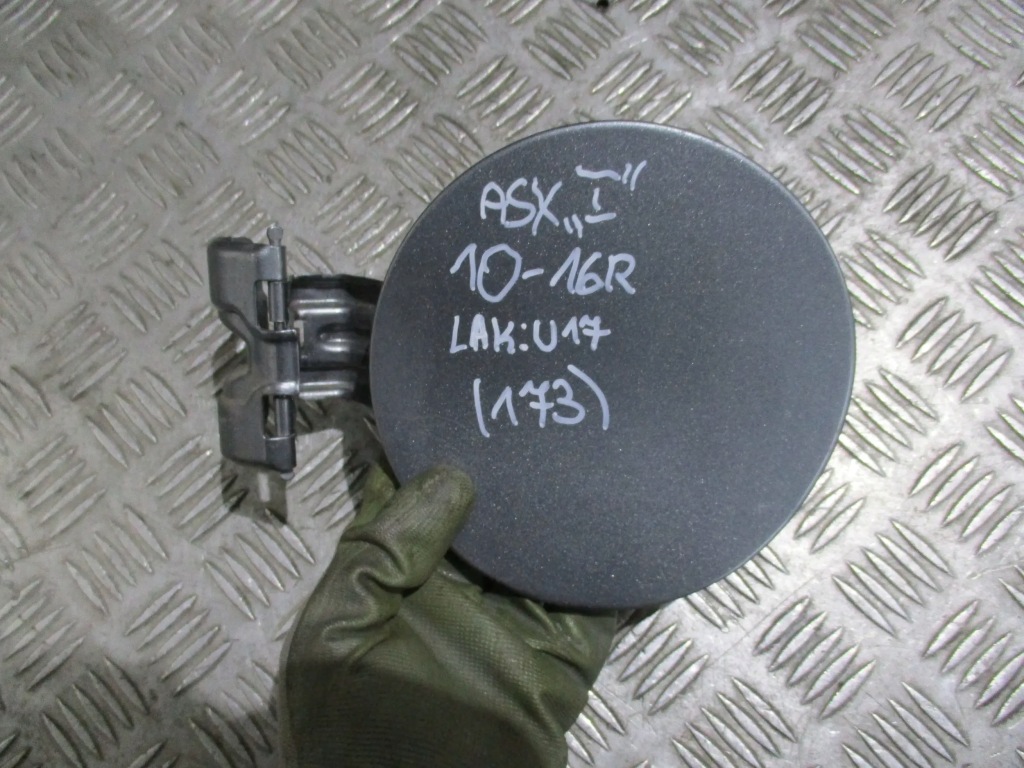 ASX „I"
10-16R
LAK:U17
(173)